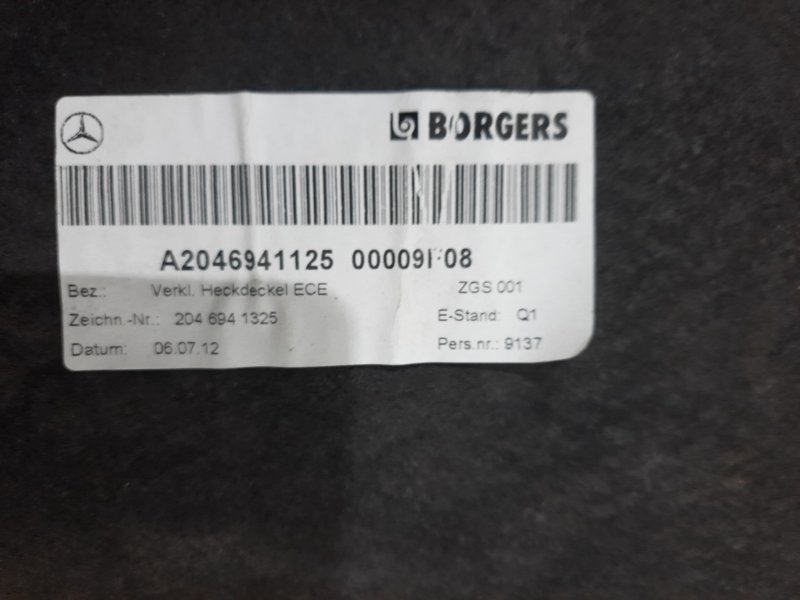 BORGERS
A2046941125
Bez.: Verkl. Heckdeckel ECE ZGS 001
Zeichn.-Nr.: 204 694 1325 E-Stand: Q1
Datum: 06.07.12 Pers.nr.: 9137